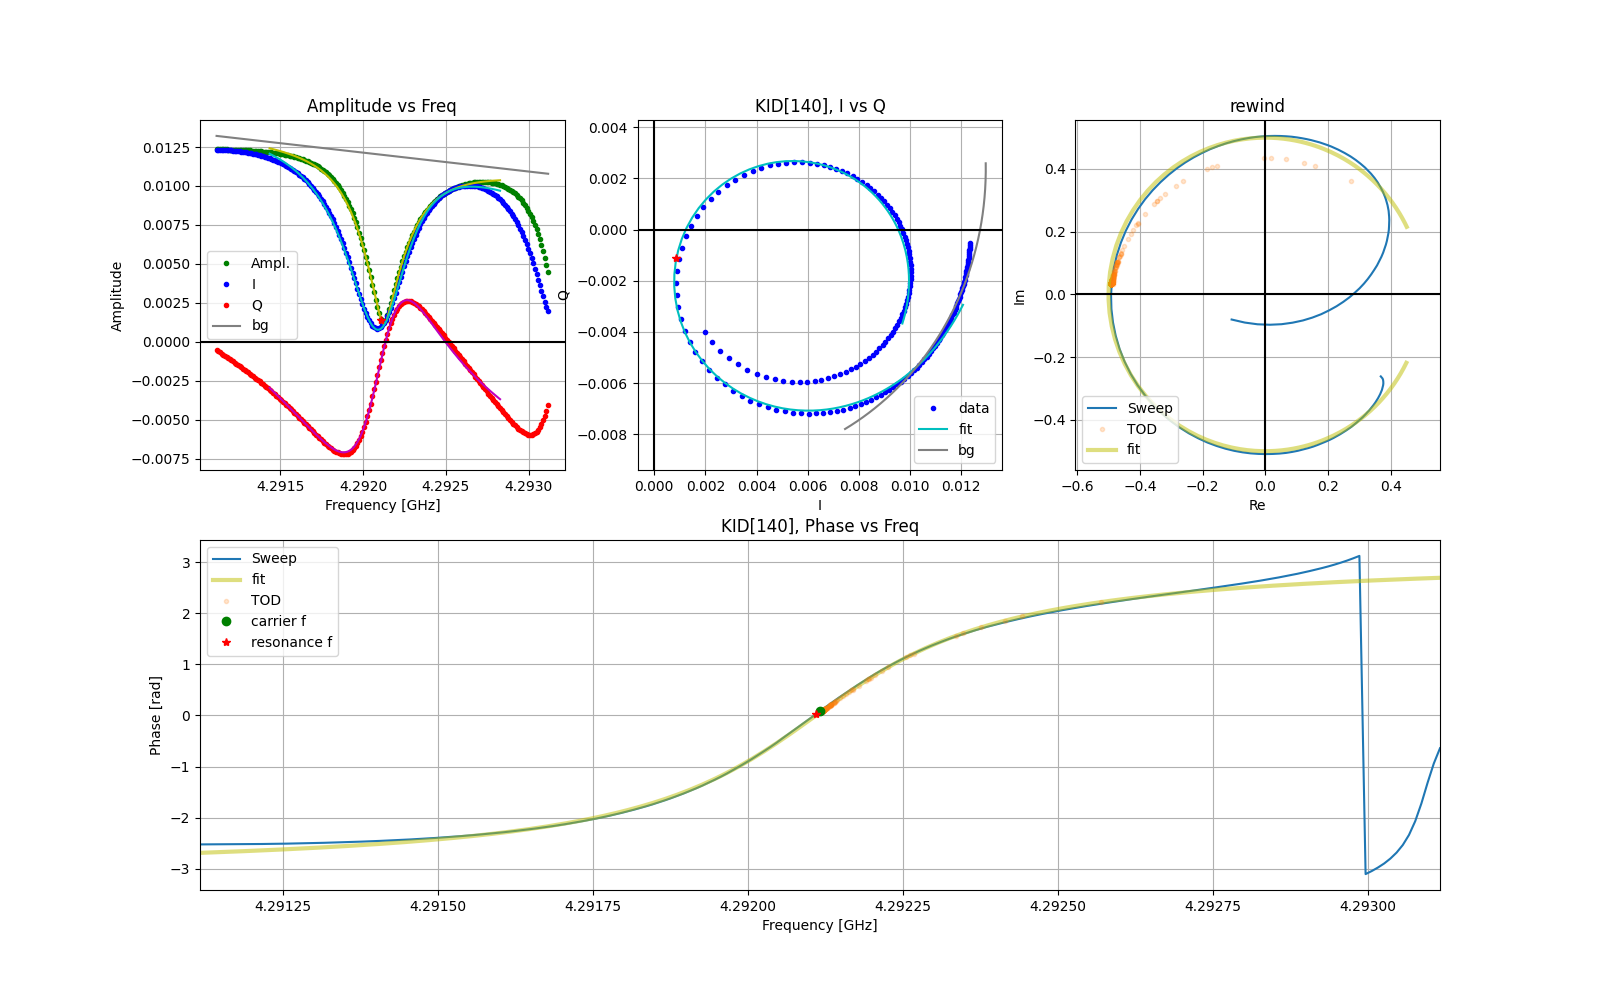 Amplitude vs Freq
Amplitude
0.0125
0.0100
0.0075
0.0050
0.0025
0.0000
−0.0025
−0.0050
−0.0075
Ampl.
I
Q
bg
4.2915 4.2920 4.2925 4.2930
Frequency [GHz]
KID[140], I vs Q
Q
0.004
0.002
0.000
−0.002
−0.004
−0.006
−0.008
data
fit
bg
0.000 0.002 0.004 0.006 0.008 0.010 0.012
I
rewind
Im
0.4
0.2
0.0
−0.2
−0.4
Sweep
TOD
fit
−0.6 −0.4 −0.2 0.0 0.2 0.4
Re
KID[140], Phase vs Freq
Phase [rad]
3
2
1
0
−1
−2
−3
Sweep
fit
TOD
carrier f
resonance f
4.29125 4.29150 4.29175 4.29200 4.29225 4.29250 4.29275 4.29300
Frequency [GHz]